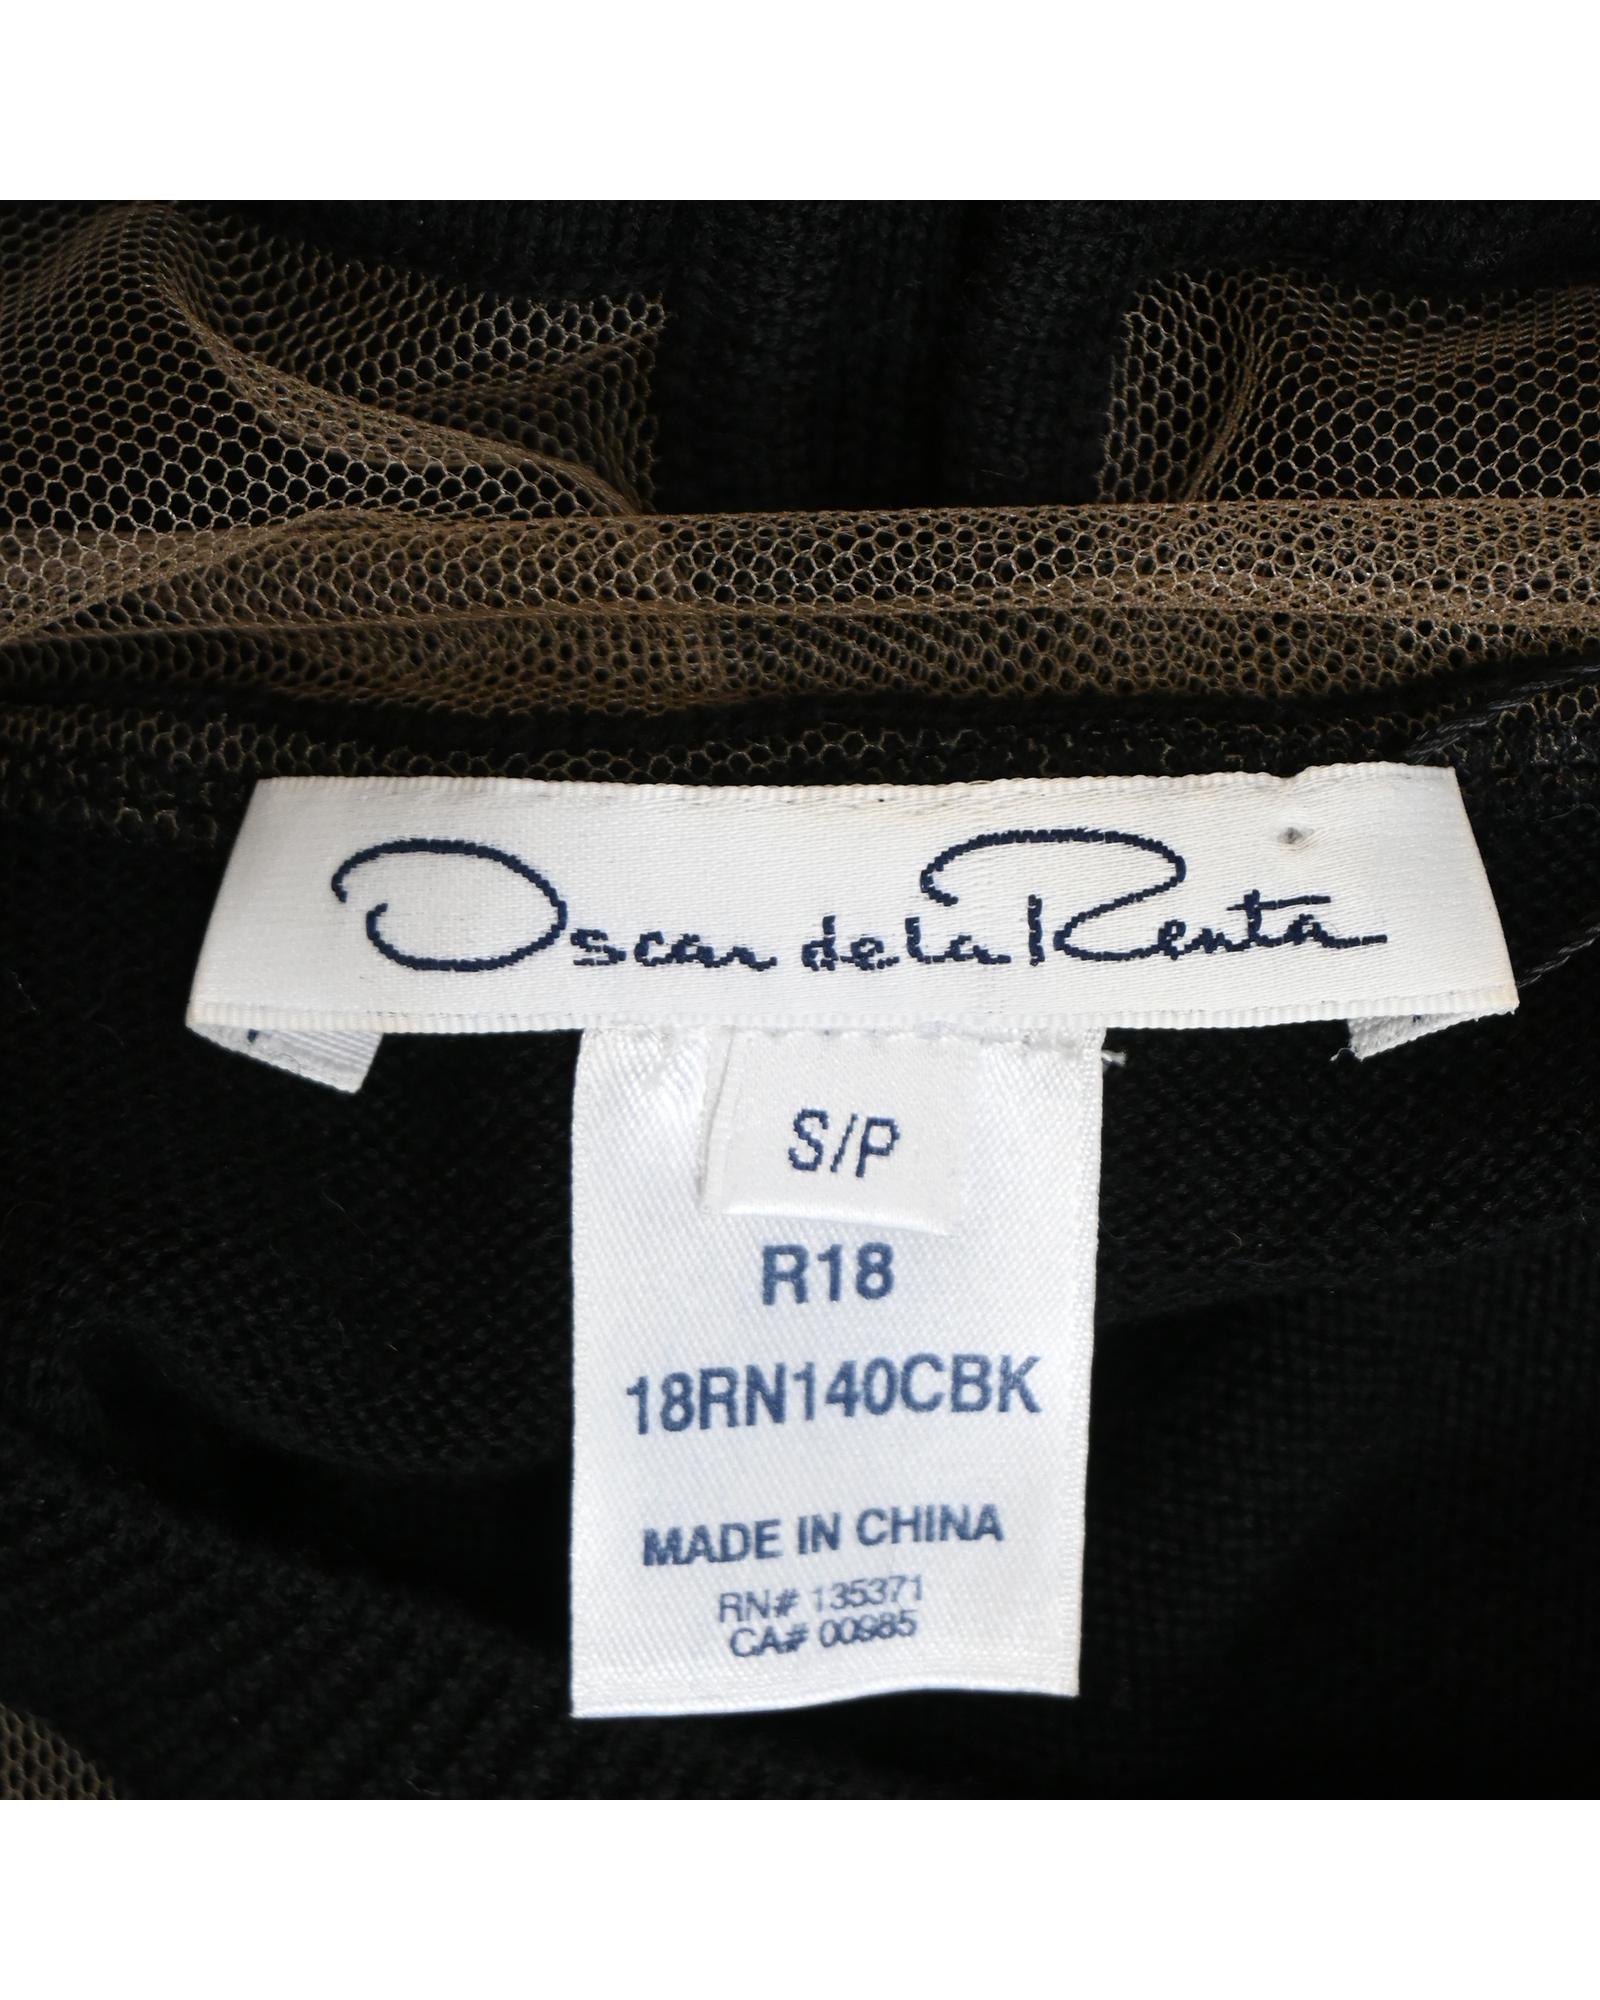 Oscar de la Renta
S/P
R18
18RN140CBK
MADE IN CHINA
RN# 135371
CA# 00985